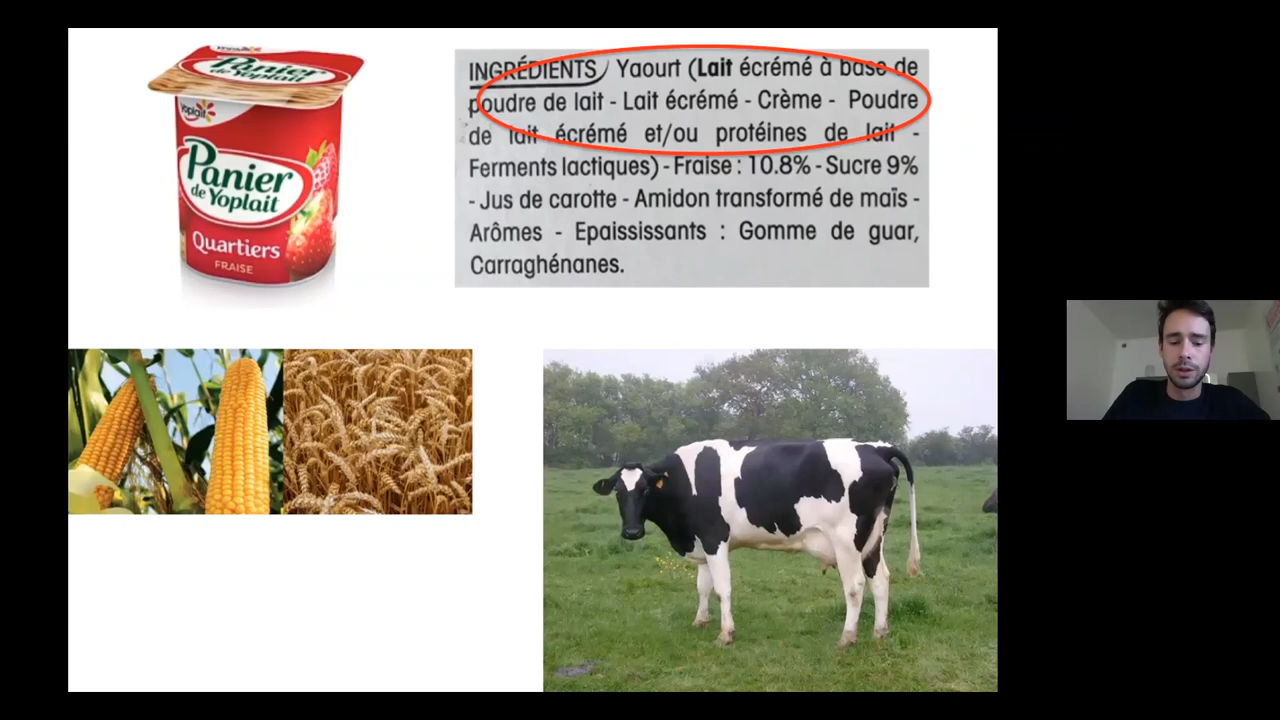 Yoplait
Panier
de Yoplait
Yoplait
Panier
de Yoplait
Quartiers
FRAISE
INGRÉDIENTS Yaourt (Lait écrémé à base de
poudre de lait - Lait écrémé - Crème - Poudre
de lait écrémé et/ou protéines de lait -
Ferments lactiques) - Fraise : 10.8% - Sucre 9%
- Jus de carotte - Amidon transformé de maïs -
Arômes - Epaississants : Gomme de guar,
Carraghénanes.